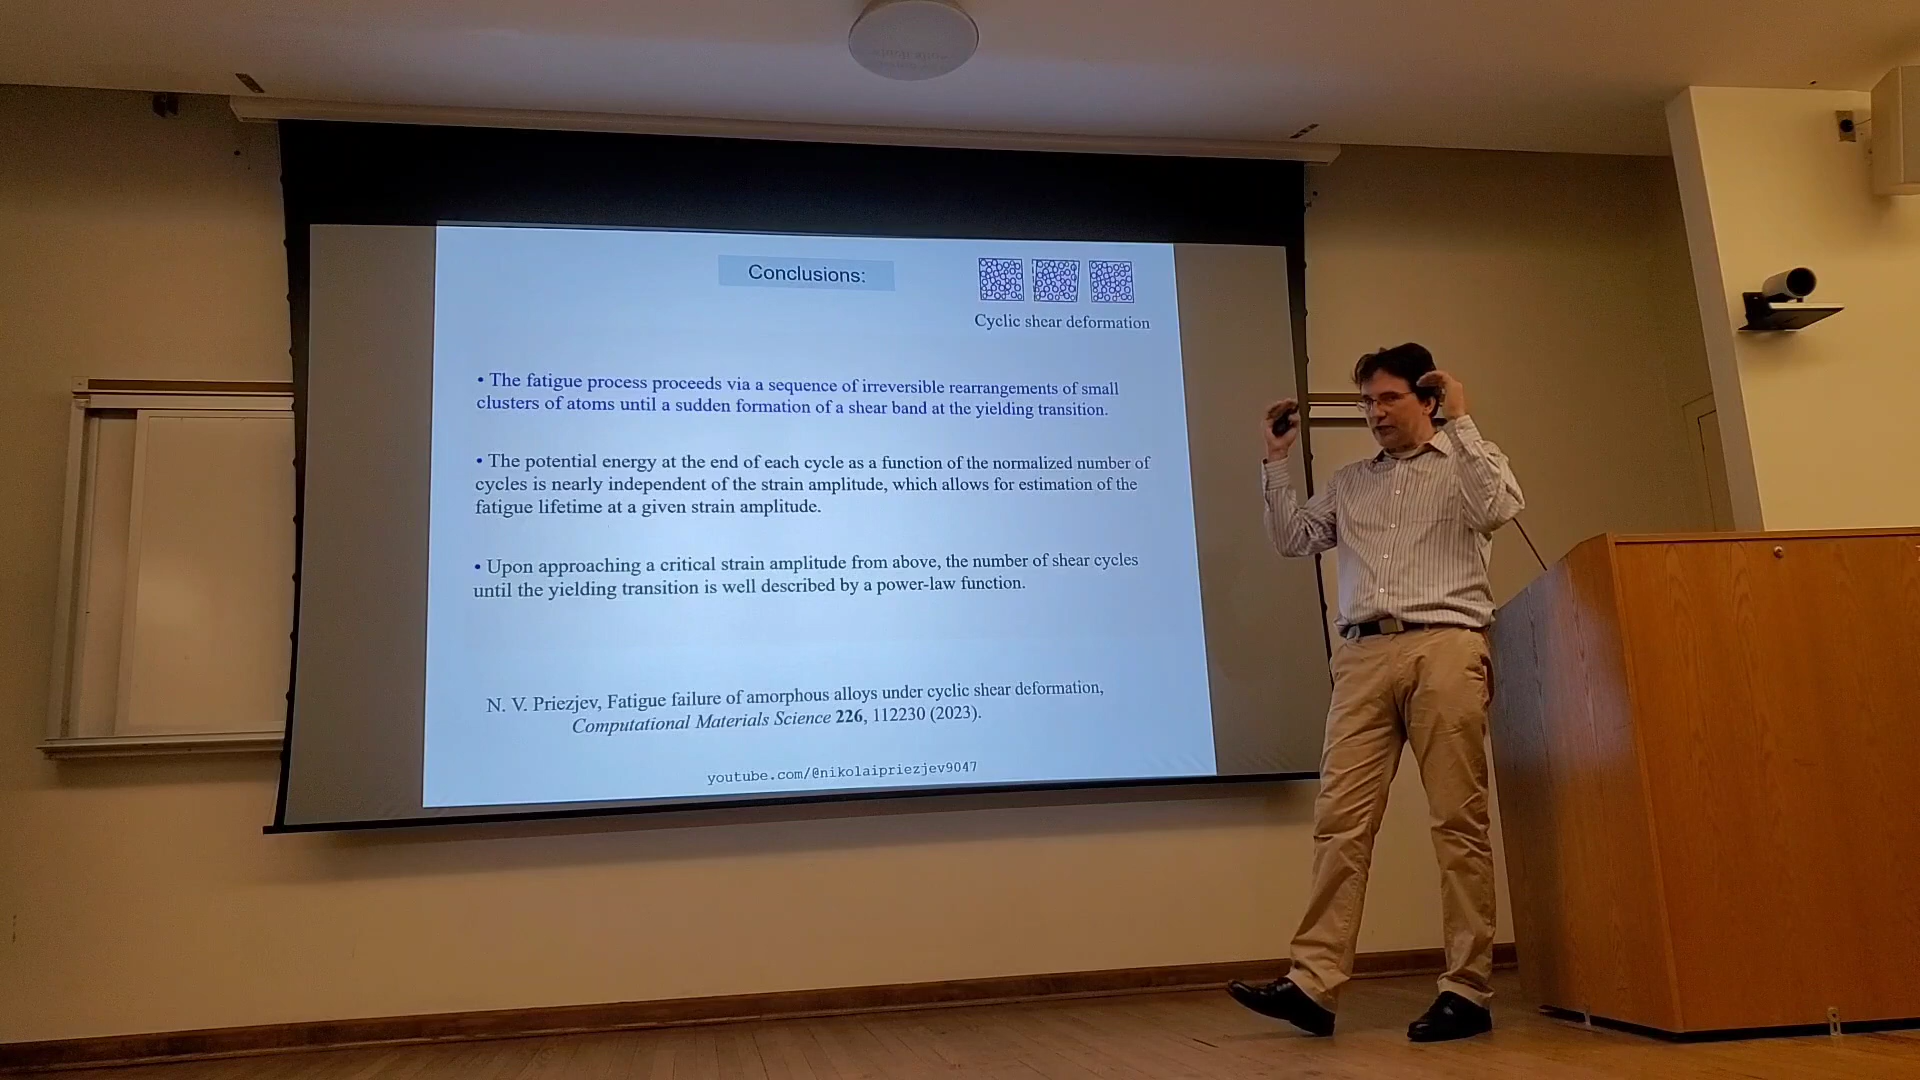 Conclusions:
Cyclic shear deformation
• The fatigue process proceeds via a sequence of irreversible rearrangements of small
clusters of atoms until a sudden formation of a shear band at the yielding transition.
• The potential energy at the end of each cycle as a function of the normalized number of
cycles is nearly independent of the strain amplitude, which allows for estimation of the
fatigue lifetime at a given strain amplitude.
• Upon approaching a critical strain amplitude from above, the number of shear cycles
until the yielding transition is well described by a power-law function.
N. V. Priezjev, Fatigue failure of amorphous alloys under cyclic shear deformation,
Computational Materials Science 226, 112230 (2023).
youtube.com/@nikolaipriezjev9047